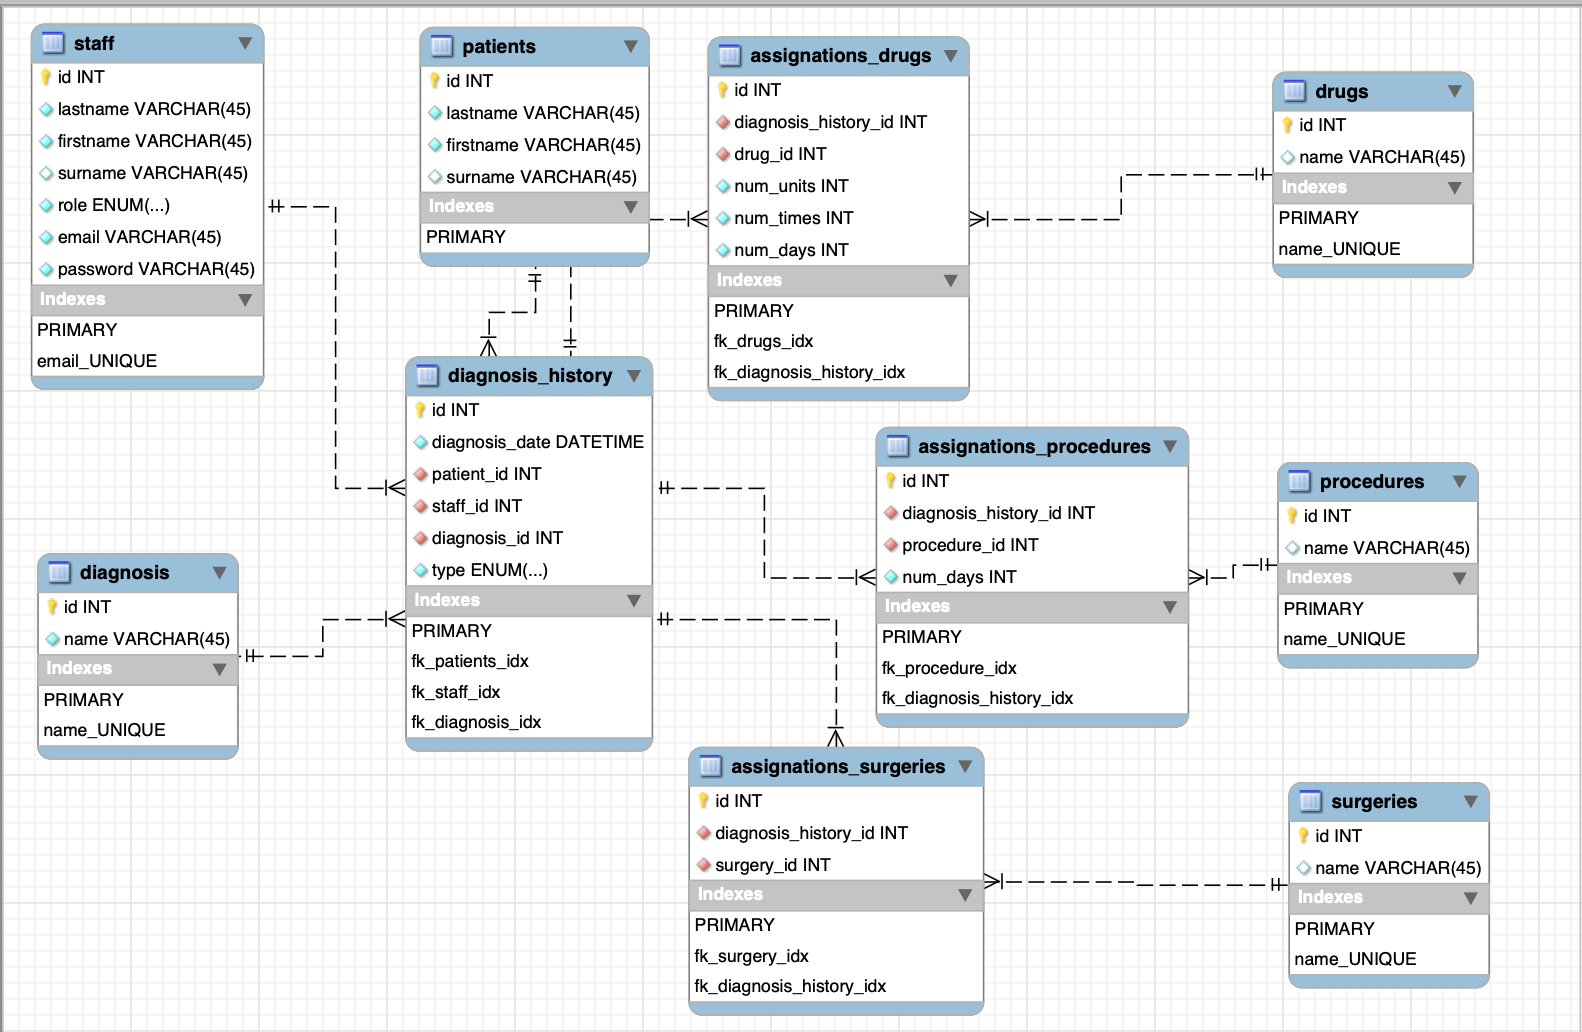 staff
id INT
lastname VARCHAR(45)
firstname VARCHAR(45)
surname VARCHAR(45)
role ENUM(...)
email VARCHAR(45)
password VARCHAR(45)
Indexes
PRIMARY
email_UNIQUE
patients
id INT
lastname VARCHAR(45)
firstname VARCHAR(45)
surname VARCHAR(45)
Indexes
PRIMARY
assignations_drugs
id INT
diagnosis_history_id INT
drug_id INT
num_units INT
num_times INT
num_days INT
Indexes
PRIMARY
fk_drugs_idx
fk_diagnosis_history_idx
drugs
id INT
name VARCHAR(45)
Indexes
PRIMARY
name_UNIQUE
diagnosis_history
id INT
diagnosis_date DATETIME
patient_id INT
staff_id INT
diagnosis_id INT
type ENUM(...)
Indexes
PRIMARY
fk_patients_idx
fk_staff_idx
fk_diagnosis_idx
assignations_procedures
id INT
diagnosis_history_id INT
procedure_id INT
num_days INT
Indexes
PRIMARY
fk_procedure_idx
fk_diagnosis_history_idx
procedures
id INT
name VARCHAR(45)
Indexes
PRIMARY
name_UNIQUE
diagnosis
id INT
name VARCHAR(45)
Indexes
PRIMARY
name_UNIQUE
assignations_surgeries
id INT
diagnosis_history_id INT
surgery_id INT
Indexes
PRIMARY
fk_surgery_idx
fk_diagnosis_history_idx
surgeries
id INT
name VARCHAR(45)
Indexes
PRIMARY
name_UNIQUE